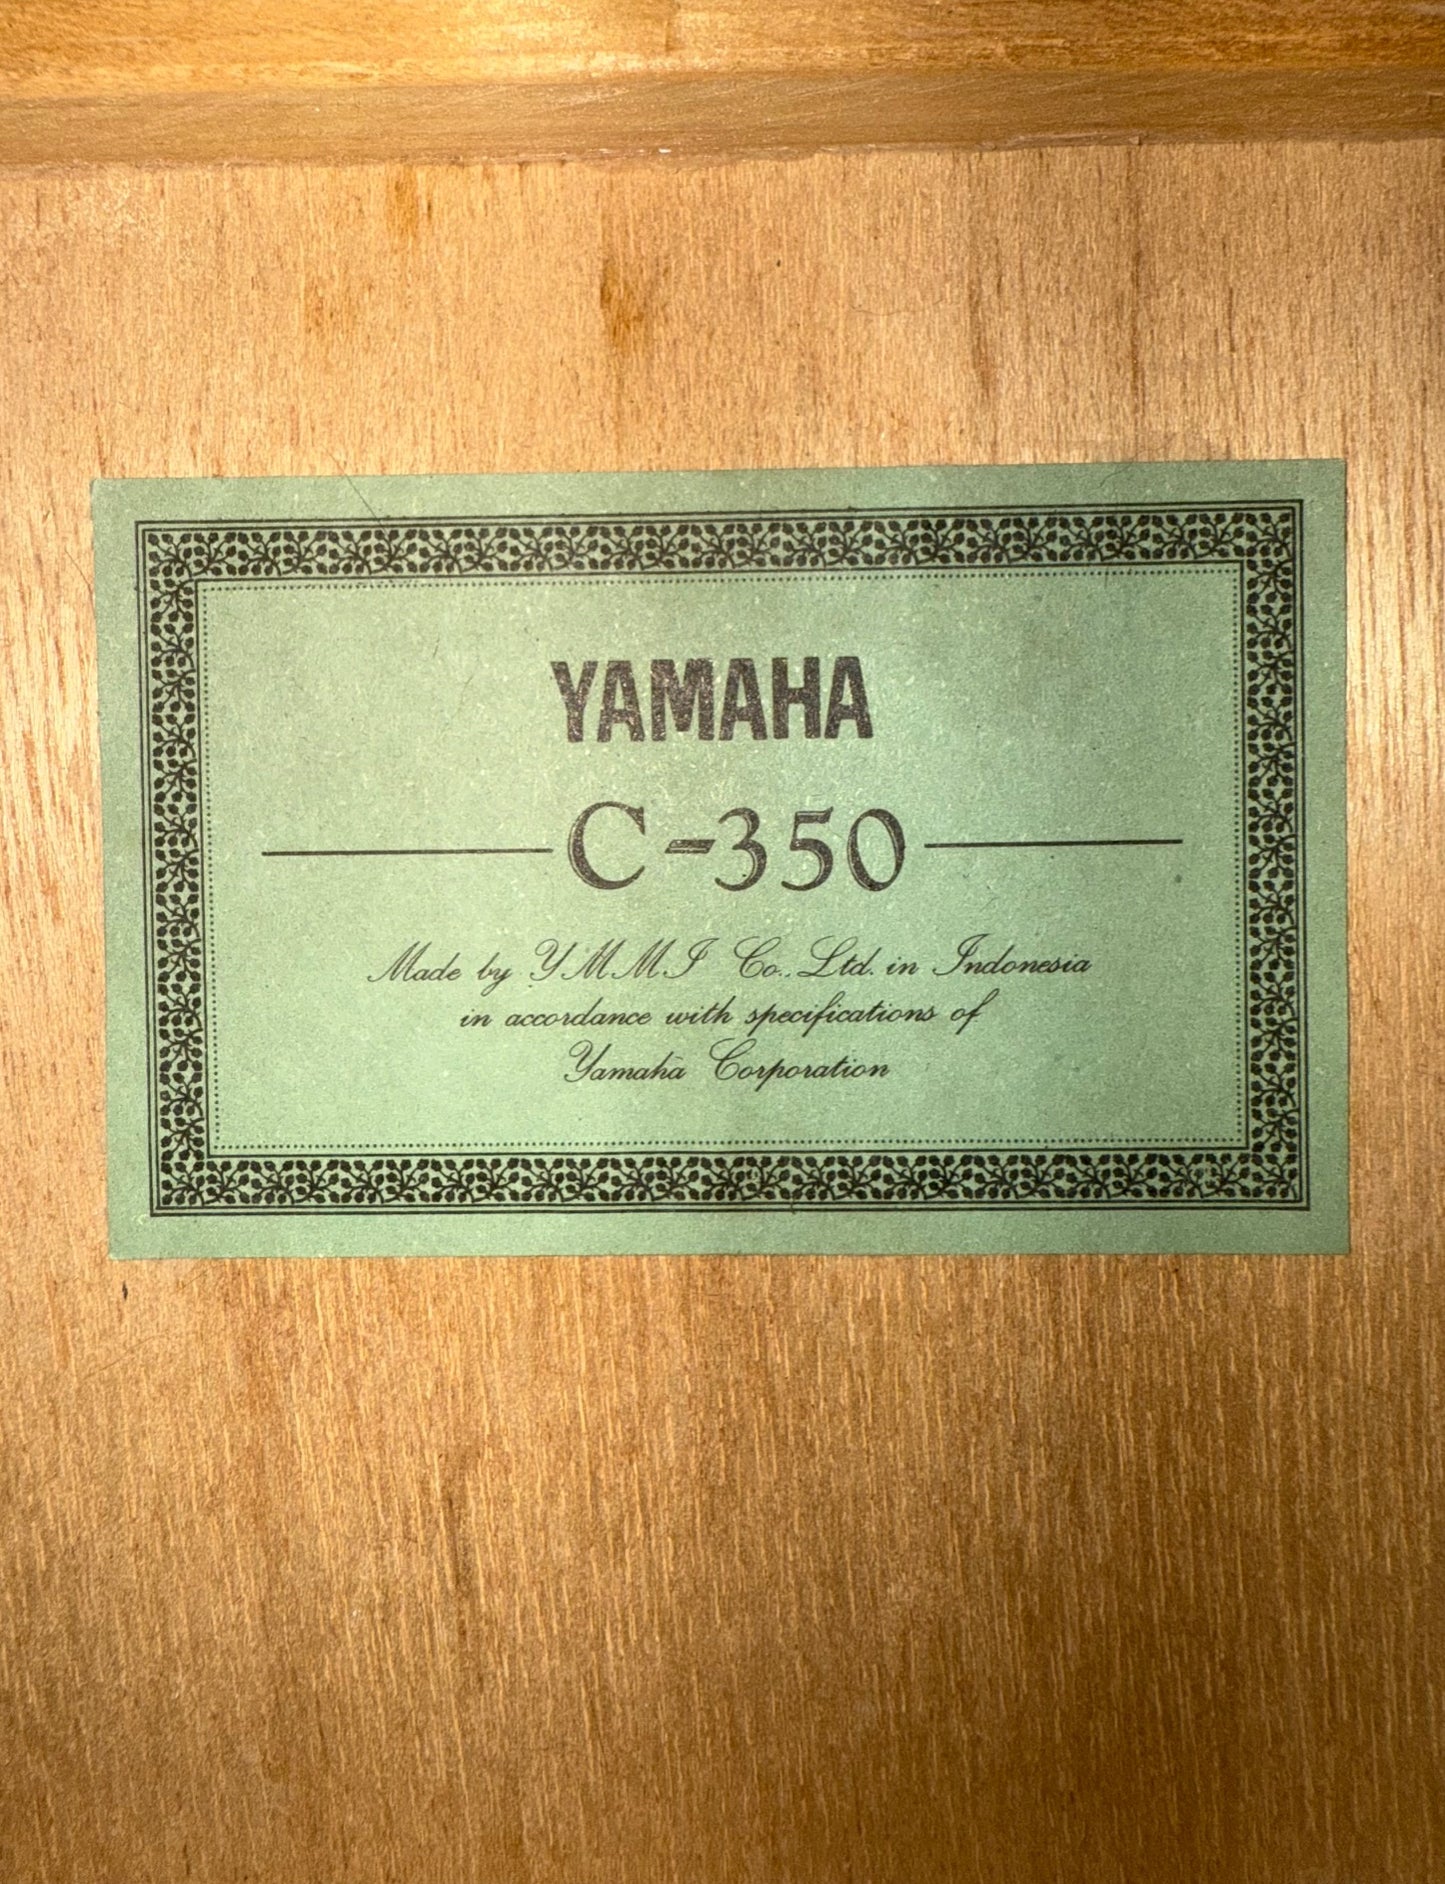 YAMAHA
C-350
Made by YMMI Co., Ltd. in Indonesia
in accordance with specifications of
Yamaha Corporation